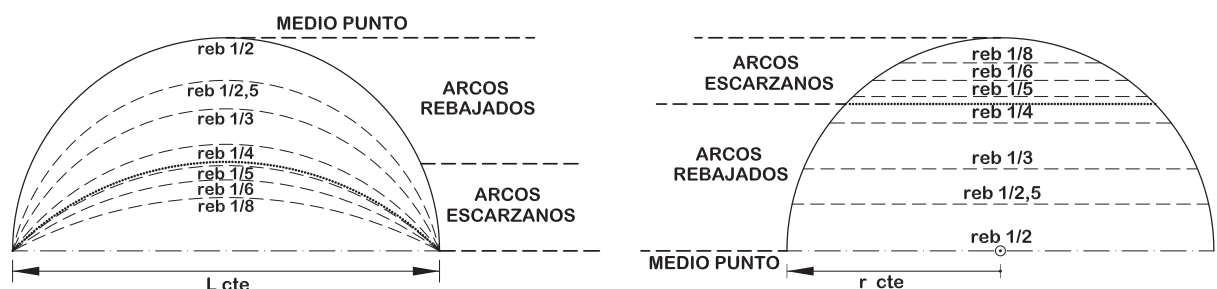 MEDIO PUNTO
reb 1/2
reb 1/2,5
reb 1/3
reb 1/4
reb 1/5
reb 1/6
reb 1/8
ARCOS
REBAJADOS
ARCOS
ESCARZANOS
L cte
ARCOS
ESCARZANOS
ARCOS
REBAJADOS
MEDIO PUNTO
reb 1/8
reb 1/6
reb 1/5
reb 1/4
reb 1/3
reb 1/2,5
reb 1/2
r cte